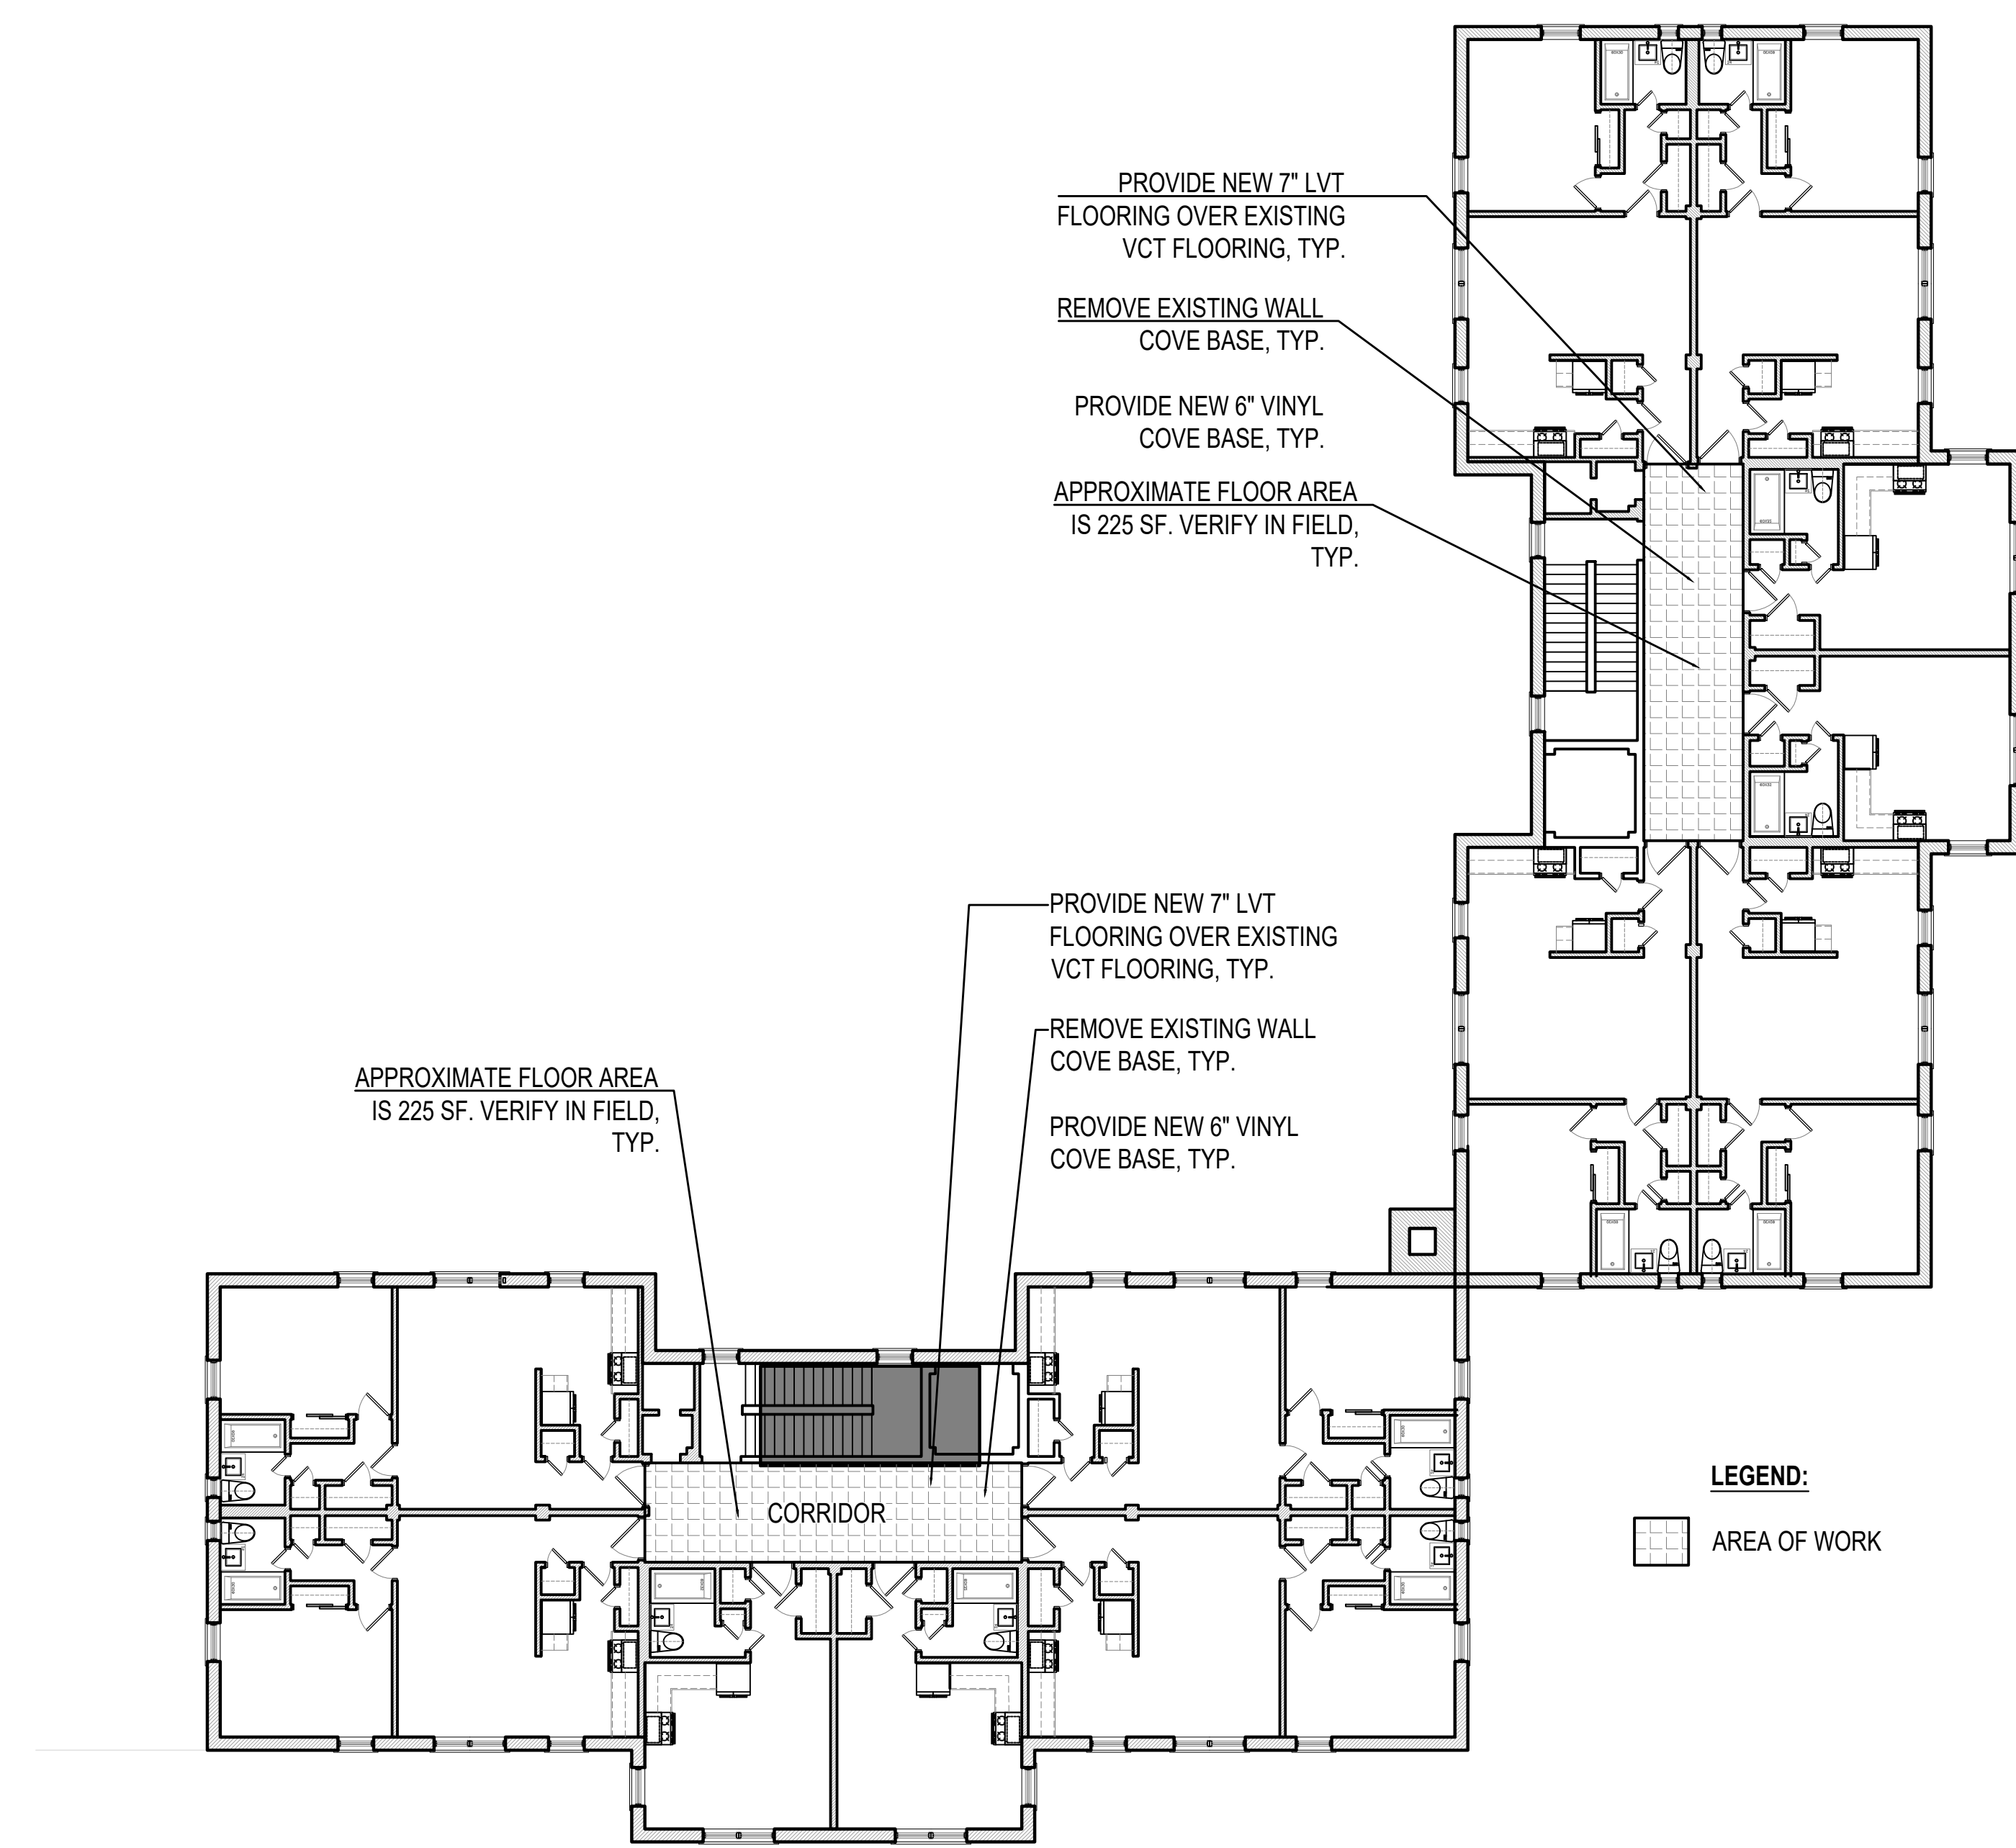 PROVIDE NEW 7" LVT
FLOORING OVER EXISTING
VCT FLOORING, TYP.
REMOVE EXISTING WALL
COVE BASE, TYP.
PROVIDE NEW 6" VINYL
COVE BASE, TYP.
APPROXIMATE FLOOR AREA
IS 225 SF. VERIFY IN FIELD,
TYP.
PROVIDE NEW 7" LVT
FLOORING OVER EXISTING
VCT FLOORING, TYP.
REMOVE EXISTING WALL
COVE BASE, TYP.
PROVIDE NEW 6" VINYL
COVE BASE, TYP.
APPROXIMATE FLOOR AREA
IS 225 SF. VERIFY IN FIELD,
TYP.
CORRIDOR
LEGEND:
AREA OF WORK